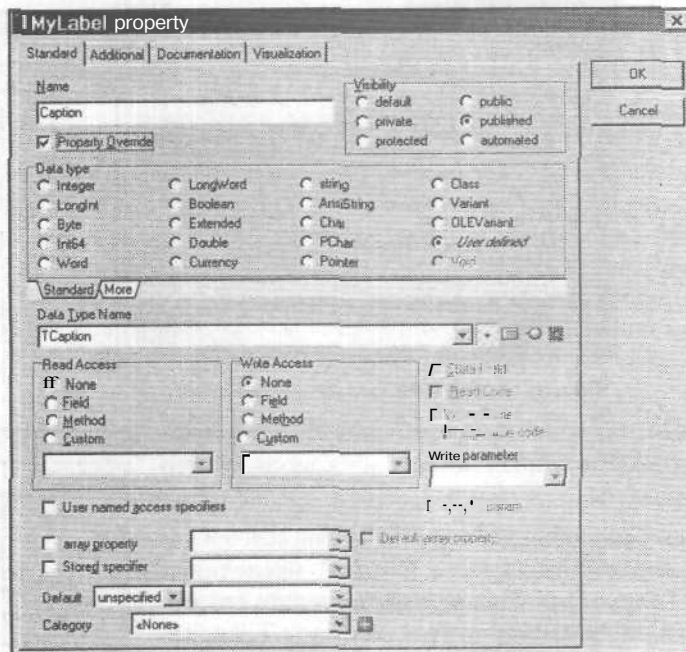 MyLabel property
Standard Additional Documentation Visualization
OK
Cancel
Name
Caption
Property Override
Visibility
default
private
protected
public
published
automated
Data type
Integer
LongInt
Byte
Int64
Word
LongWord
Boolean
Extended
Double
Currency
string
AnsiString
Char
PChar
Pointer
Class
Variant
OLEVariant
User defined
Void
Standard More
Data Type Name
TCaption
Read Access
None
Field
Method
Custom
Write Access
None
Field
Method
Custom
Read Code
code
Write parameter
param
User named access specifiers
array property
Default array property
Stored specifier
Default unspecified
Category «None»